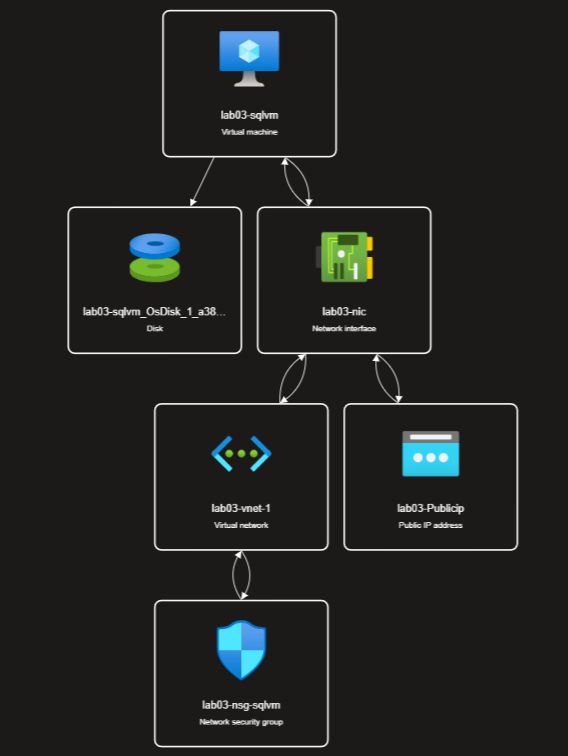 lab03-sqlvm
Virtual machine
lab03-sqlvm_OsDisk_1_a38...
Disk
lab03-nic
Network interface
lab03-vnet-1
Virtual network
lab03-Publicip
Public IP address
lab03-nsg-sqlvm
Network security group